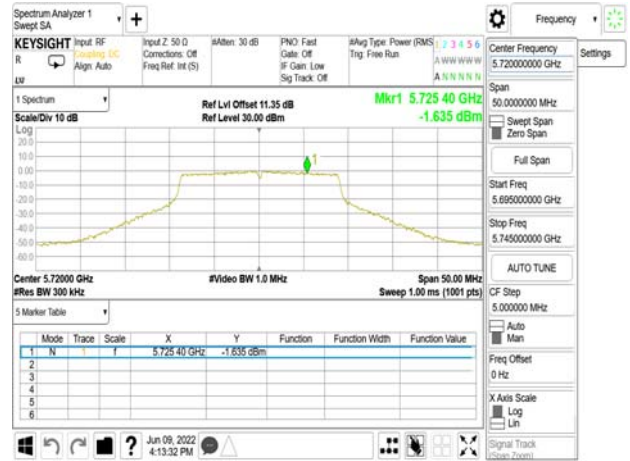 Spectrum Analyzer 1
Swept SA
+
Frequency
KEYSIGHT
R
Input: RF
Coupling: DC
Align: Auto
Input Z: 50 Ω
Corrections: Off
Freq Ref: Int (S)
#Atten: 30 dB
PNO: Fast
Gate: Off
IF Gain: Low
Sig Track: Off
#Avg Type: Power (RMS
Trig: Free Run
1 2 3 4 5 6
A W W W W W
A N N N N N
Center Frequency
5.720000000 GHz
Settings
Span
50.0000000 MHz
Swept Span
Zero Span
Full Span
Start Freq
5.695000000 GHz
Stop Freq
5.745000000 GHz
AUTO TUNE
CF Step
5.000000 MHz
Auto
Man
Freq Offset
0 Hz
X Axis Scale
Log
Lin
Signal Track
(Span Zoom)
1 Spectrum
Scale/Div 10 dB
Ref Lvl Offset 11.35 dB
Ref Level 30.00 dBm
Mkr1 5.725 40 GHz
-1.635 dBm
Log
20.0
10.0
0.00
-10.0
-20.0
-30.0
-40.0
-50.0
-60.0
1
Center 5.72000 GHz
#Res BW 300 kHz
#Video BW 1.0 MHz
Span 50.00 MHz
Sweep 1.00 ms (1001 pts)
5 Marker Table
Mode Trace Scale X Y Function Function Width Function Value
1 N 1 f 5.725 40 GHz -1.635 dBm
2
3
4
5
6
?
Jun 09, 2022
4:13:32 PM